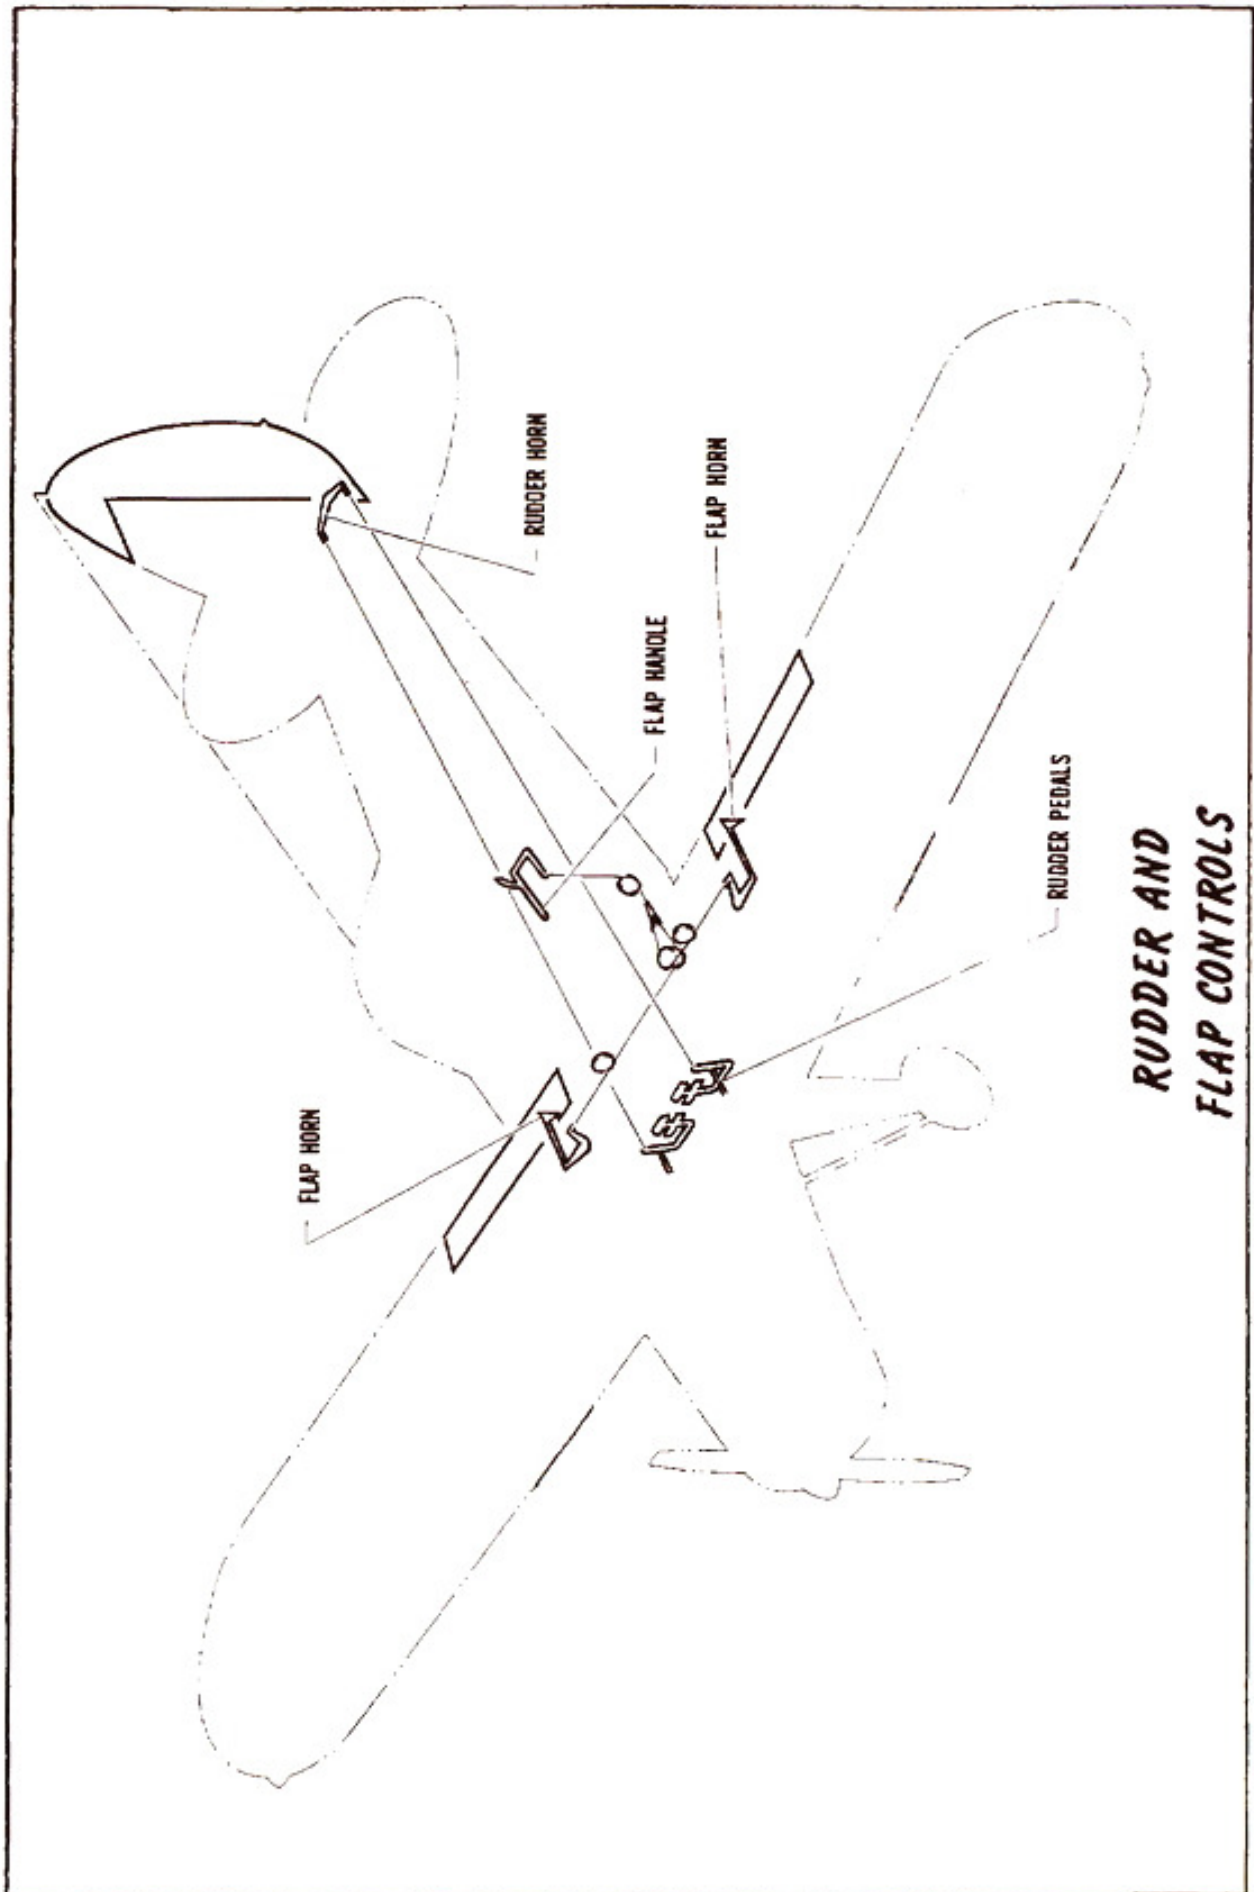 RUDDER HORN
FLAP HORN
FLAP HANDLE
RUDDER PEDALS
FLAP HORN
RUDDER AND
FLAP CONTROLS